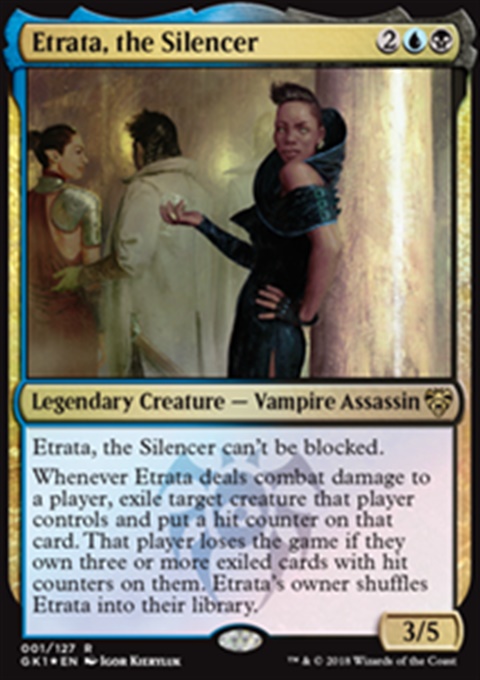 Etrata, the Silencer 2
Legendary Creature — Vampire Assassin
Etrata, the Silencer can't be blocked.
Whenever Etrata deals combat damage to
a player, exile target creature that player
controls and put a hit counter on that
card. That player loses the game if they
own three or more exiled cards with hit
counters on them. Etrata's owner shuffles
Etrata into their library.
3/5
001/127 R
GK1★EN Igor Kieryluk
™ & © 2018 Wizards of the Coast